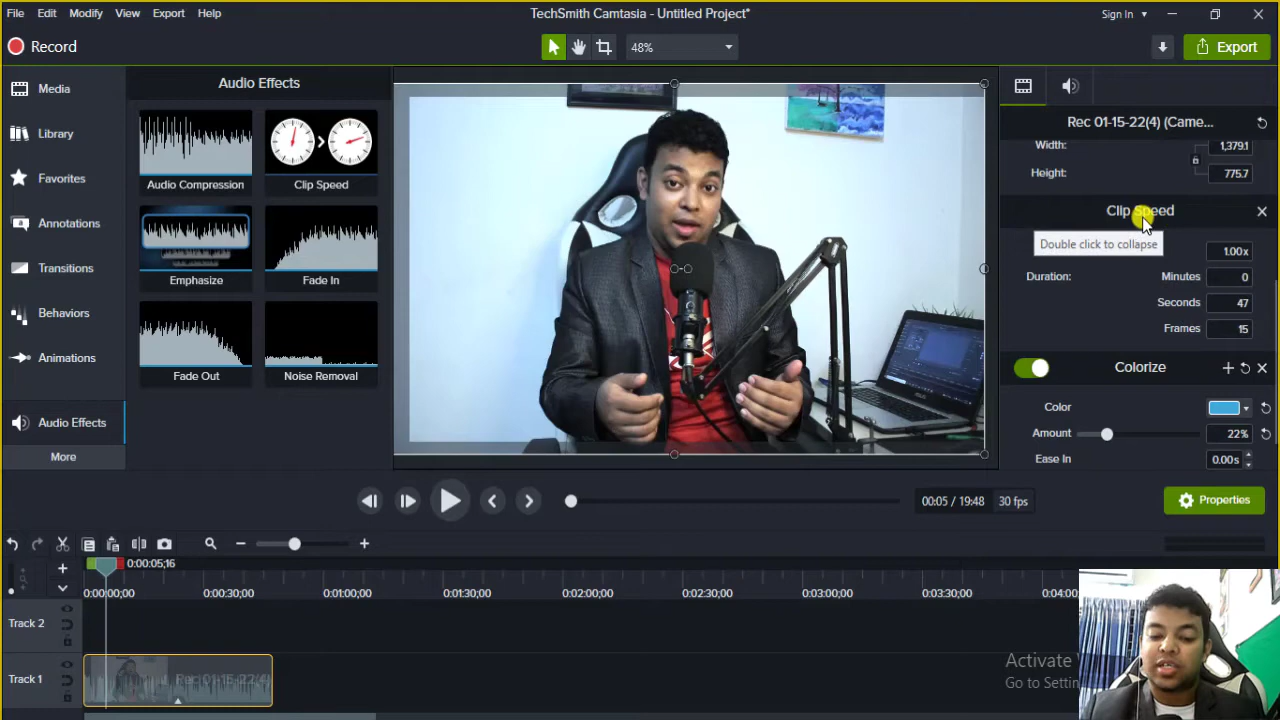 File Edit Modify View Export Help
TechSmith Camtasia - Untitled Project*
Sign In
Record
48%
Export
Media
Library
Favorites
Annotations
Transitions
Behaviors
Animations
Audio Effects
More
Audio Effects
Audio Compression
Clip Speed
Emphasize
Fade In
Fade Out
Noise Removal
Rec 01-15-22(4) (Came...
Width: 1,379.1
Height: 775.7
Clip Speed
Double click to collapse
1.00x
Duration: Minutes 0
Seconds 47
Frames 15
Colorize
Color
Amount 22%
Ease In 0.00s
00:05 / 19:48 30 fps
Properties
0:00:05;16
0:00:00;00 0:00:30;00 0:01:00;00 0:01:30;00 0:02:00;00 0:02:30;00 0:03:00;00 0:03:30;00
Track 2
Track 1
Rec 01-15-22(4)
Activate
Go to